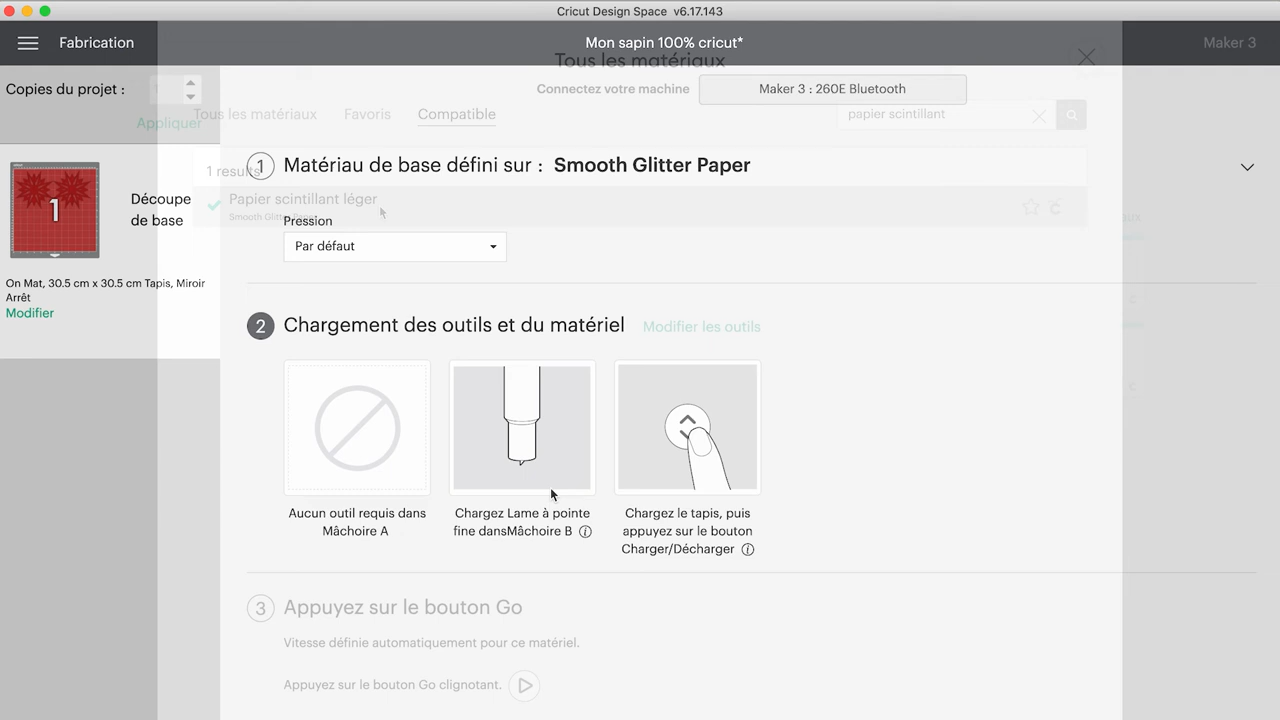 Cricut Design Space v6.17.143
Fabrication
Mon sapin 100% cricut*
Maker 3
Tous les matériaux
Copies du projet :
Connectez votre machine
Maker 3 : 260E Bluetooth
Appliquer
Tous les matériaux
Favoris
Compatible
papier scintillant
1 results
1
Matériau de base défini sur : Smooth Glitter Paper
1
Découpe
de base
Papier scintillant léger
Pression
Par défaut
On Mat, 30.5 cm x 30.5 cm Tapis, Miroir
Arrêt
Modifier
2
Chargement des outils et du matériel
Modifier les outils
Aucun outil requis dans
Mâchoire A
Chargez Lame à pointe
fine dansMâchoire B
Chargez le tapis, puis
appuyez sur le bouton
Charger/Décharger
3
Appuyez sur le bouton Go
Vitesse définie automatiquement pour ce matériel.
Appuyez sur le bouton Go clignotant.